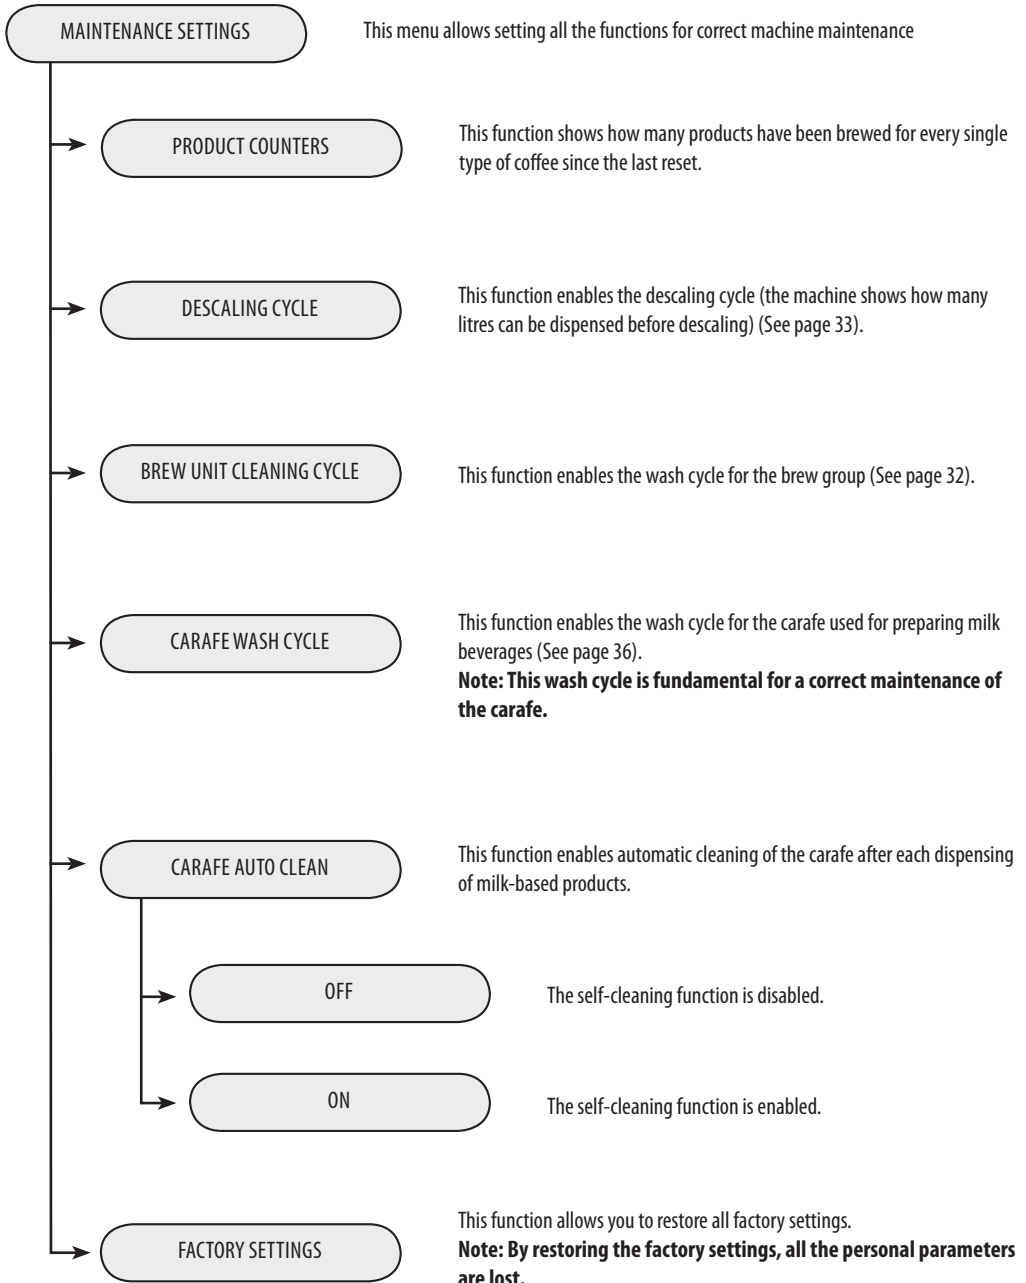 MAINTENANCE SETTINGS
This menu allows setting all the functions for correct machine maintenance
PRODUCT COUNTERS
This function shows how many products have been brewed for every single
type of coffee since the last reset.
DESCALING CYCLE
This function enables the descaling cycle (the machine shows how many
litres can be dispensed before descaling) (See page 33).
BREW UNIT CLEANING CYCLE
This function enables the wash cycle for the brew group (See page 32).
CARAFE WASH CYCLE
This function enables the wash cycle for the carafe used for preparing milk
beverages (See page 36).
Note: This wash cycle is fundamental for a correct maintenance of
the carafe.
CARAFE AUTO CLEAN
This function enables automatic cleaning of the carafe after each dispensing
of milk-based products.
OFF
The self-cleaning function is disabled.
ON
The self-cleaning function is enabled.
FACTORY SETTINGS
This function allows you to restore all factory settings.
Note: By restoring the factory settings, all the personal parameters
are lost.